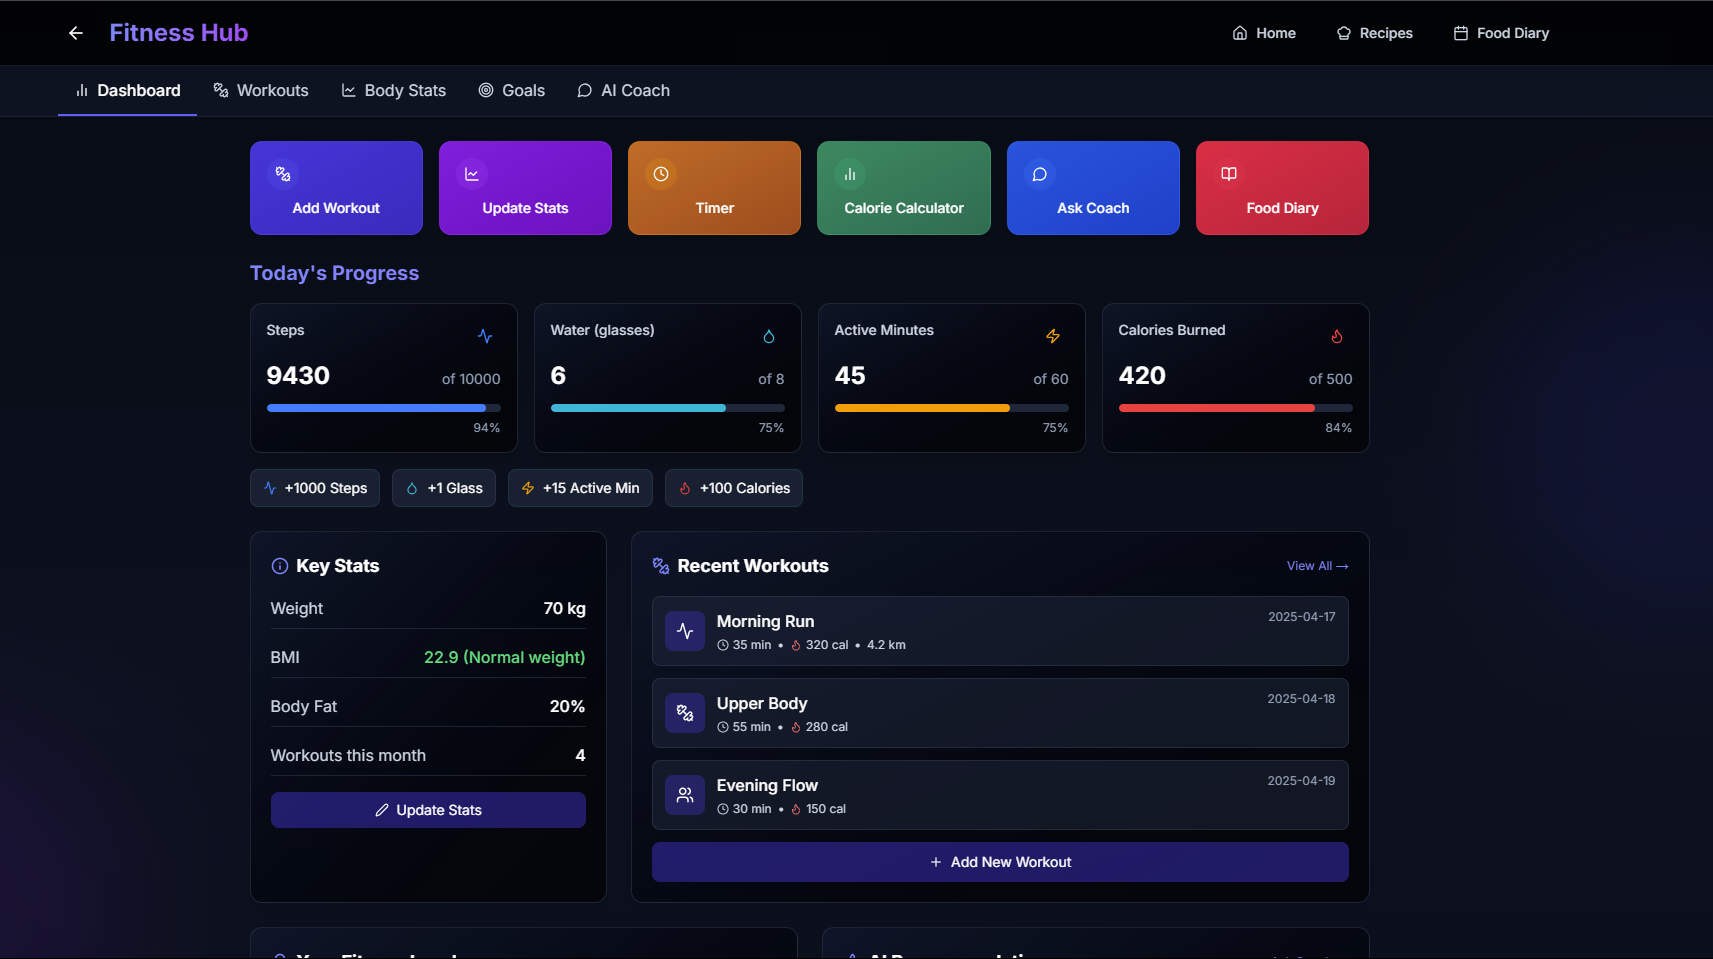 Fitness Hub
Home
Recipes
Food Diary
Dashboard
Workouts
Body Stats
Goals
AI Coach
Add Workout
Update Stats
Timer
Calorie Calculator
Ask Coach
Food Diary
Today's Progress
Steps
9430
of 10000
94%
Water (glasses)
6
of 8
75%
Active Minutes
45
of 60
75%
Calories Burned
420
of 500
84%
+1000 Steps
+1 Glass
+15 Active Min
+100 Calories
Key Stats
Weight
70 kg
BMI
22.9 (Normal weight)
Body Fat
20%
Workouts this month
4
Update Stats
Recent Workouts
View All →
Morning Run
2025-04-17
35 min • 320 cal • 4.2 km
Upper Body
2025-04-18
55 min • 280 cal
Evening Flow
2025-04-19
30 min • 150 cal
Add New Workout